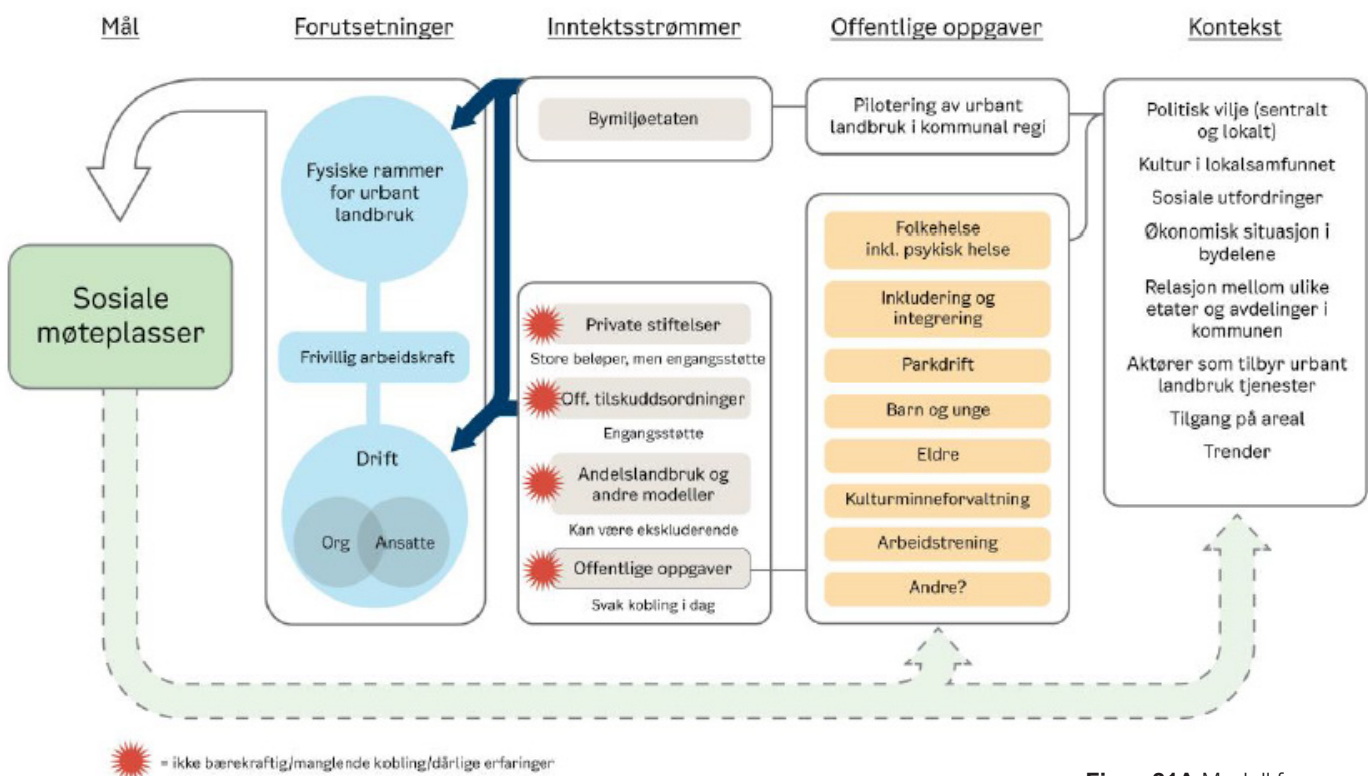 Mål
Forutsetninger
Inntektsstrømmer
Offentlige oppgaver
Kontekst
Sosiale
møteplasser
Fysiske rammer
for urbant
landbruk
Frivillig arbeidskraft
Drift
Org
Ansatte
Bymiljøetaten
Private stiftelser
Store beløper, men engangsstøtte
Off. tilskuddsordninger
Engangsstøtte
Andelslandbruk og
andre modeller
Kan være ekskluderende
Offentlige oppgaver
Svak kobling i dag
Pilotering av urbant
landbruk i kommunal regi
Folkehelse
inkl. psykisk helse
Inkludering og
integrering
Parkdrift
Barn og unge
Eldre
Kulturminneforvaltning
Arbeidstrening
Andre?
Politisk vilje (sentralt
og lokalt)
Kultur i lokalsamfunnet
Sosiale utfordringer
Økonomisk situasjon i
bydelene
Relasjon mellom ulike
etater og avdelinger i
kommunen
Aktører som tilbyr urbant
landbruk tjenester
Tilgang på areal
Trender
= ikke bærekraftig/manglende kobling/dårlige erfaringer